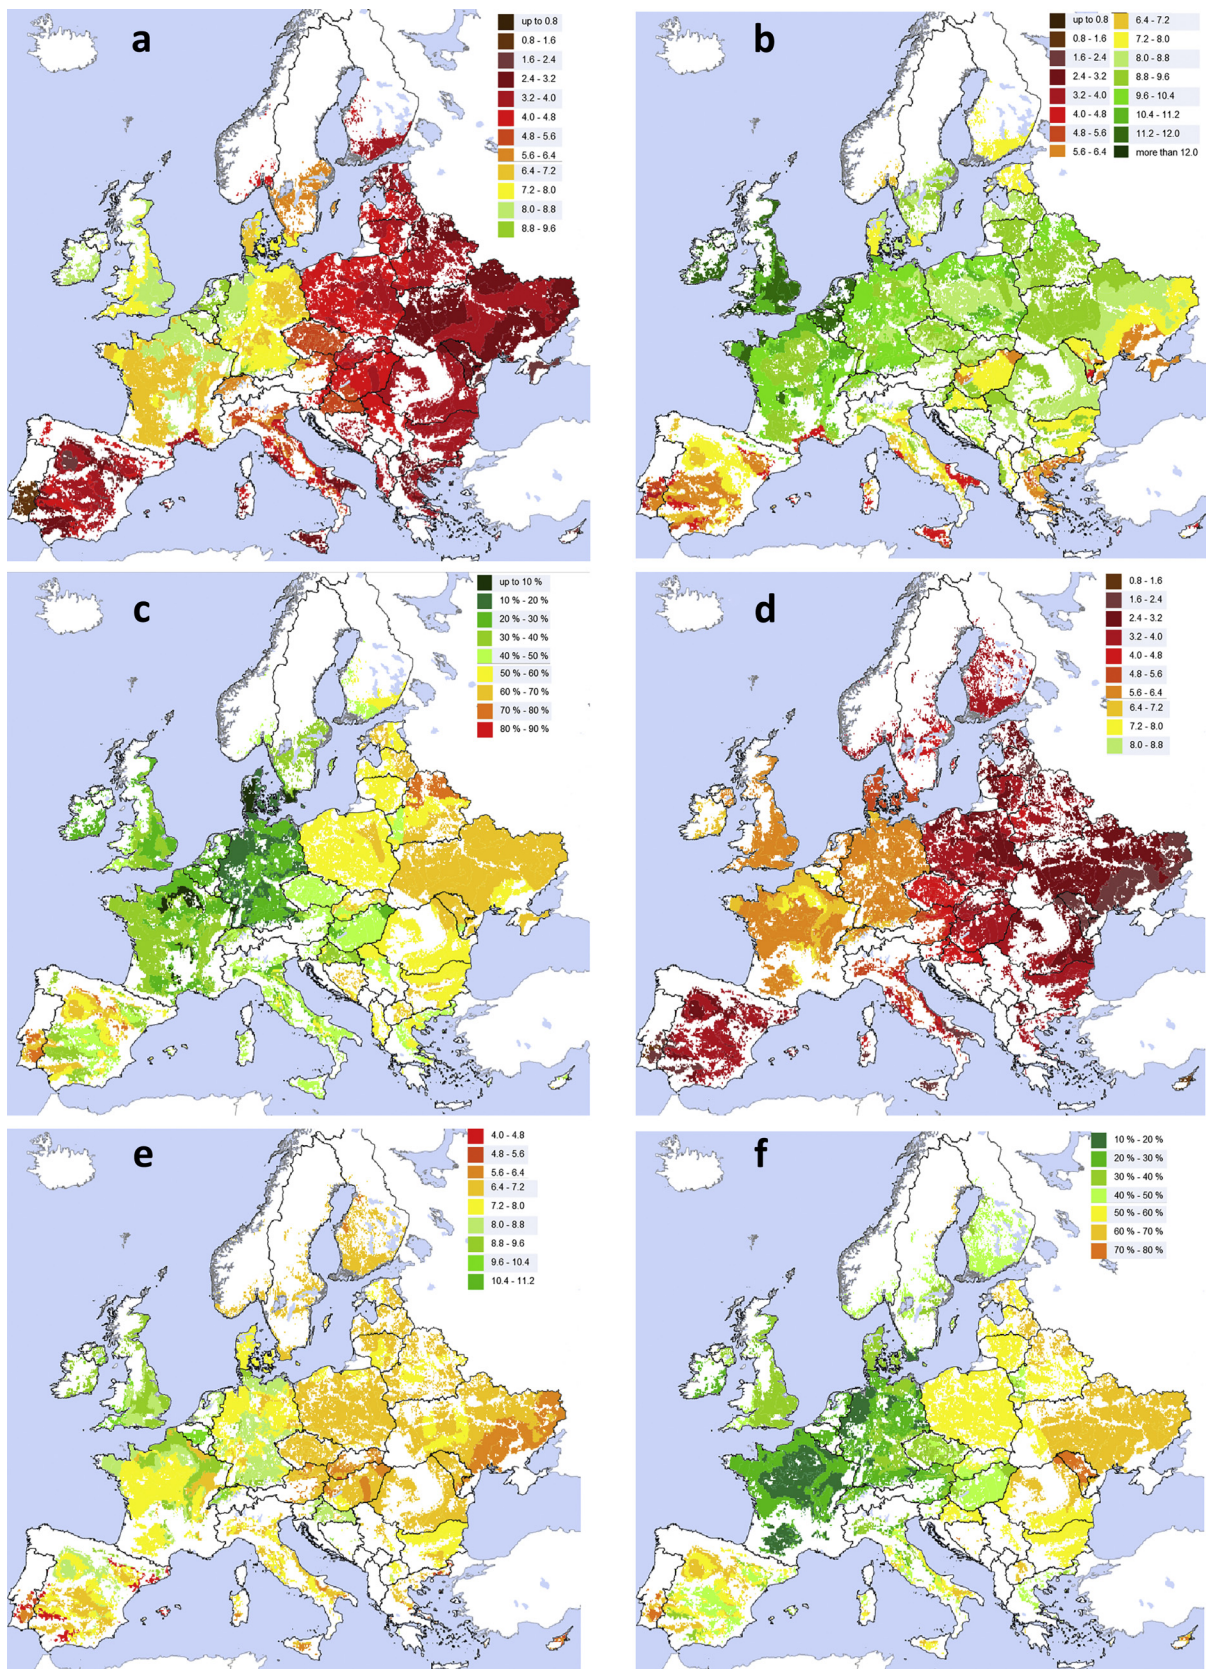 a
up to 0.8
0.8 - 1.6
1.6 - 2.4
2.4 - 3.2
3.2 - 4.0
4.0 - 4.8
4.8 - 5.6
5.6 - 6.4
6.4 - 7.2
7.2 - 8.0
8.0 - 8.8
8.8 - 9.6
b
up to 0.8
0.8 - 1.6
1.6 - 2.4
2.4 - 3.2
3.2 - 4.0
4.0 - 4.8
4.8 - 5.6
5.6 - 6.4
6.4 - 7.2
7.2 - 8.0
8.0 - 8.8
8.8 - 9.6
9.6 - 10.4
10.4 - 11.2
11.2 - 12.0
more than 12.0
c
up to 10 %
10 % - 20 %
20 % - 30 %
30 % - 40 %
40 % - 50 %
50 % - 60 %
60 % - 70 %
70 % - 80 %
80 % - 90 %
d
0.8 - 1.6
1.6 - 2.4
2.4 - 3.2
3.2 - 4.0
4.0 - 4.8
4.8 - 5.6
5.6 - 6.4
6.4 - 7.2
7.2 - 8.0
8.0 - 8.8
e
4.0 - 4.8
4.8 - 5.6
5.6 - 6.4
6.4 - 7.2
7.2 - 8.0
8.0 - 8.8
8.8 - 9.6
9.6 - 10.4
10.4 - 11.2
f
10 % - 20 %
20 % - 30 %
30 % - 40 %
40 % - 50 %
50 % - 60 %
60 % - 70 %
70 % - 80 %